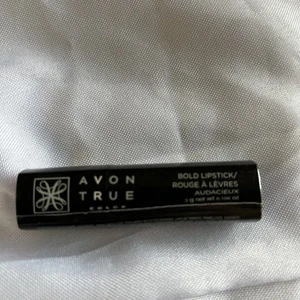 AVON
TRUE
COLOR
BOLD LIPSTICK/
ROUGE À LÈVRES
AUDACIEUX